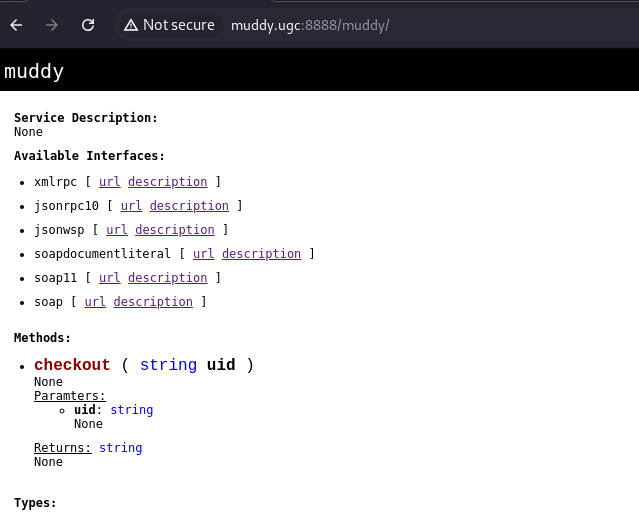 Not secure muddy.ugc:8888/muddy/
muddy
Service Description:
None
Available Interfaces:
xmlrpc [ url description ]
jsonrpc10 [ url description ]
jsonwsp [ url description ]
soapdocumentliteral [ url description ]
soap11 [ url description ]
soap [ url description ]
Methods:
checkout ( string uid )
None
Paramters:
uid: string
None
Returns: string
None
Types: